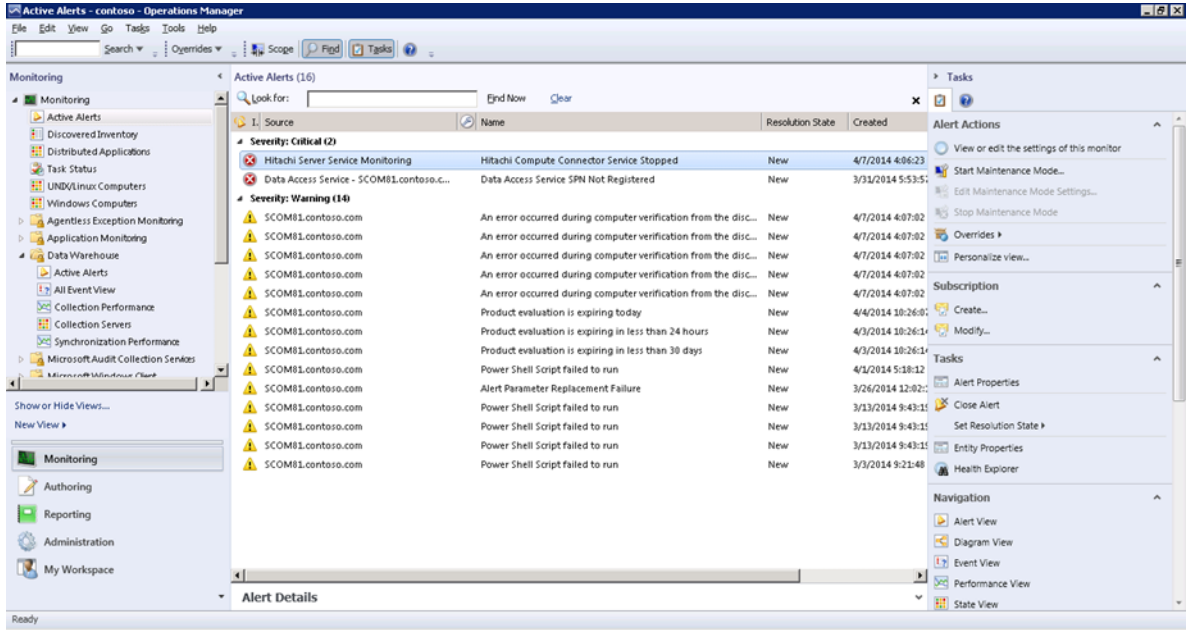 Active Alerts - contoso - Operations Manager
File Edit View Go Tasks Tools Help
Search Overrides Scope Find Tasks
Monitoring
Monitoring
Active Alerts
Discovered Inventory
Distributed Applications
Task Status
UNIX/Linux Computers
Windows Computers
Agentless Exception Monitoring
Application Monitoring
Data Warehouse
Active Alerts
All Event View
Collection Performance
Collection Servers
Synchronization Performance
Microsoft Audit Collection Services
Microsoft Windows Client
Show or Hide Views...
New View
Monitoring
Authoring
Reporting
Administration
My Workspace
Active Alerts (16)
Look for: Find Now Clear
I.. Source Name Resolution State Created
Severity: Critical (2)
Hitachi Server Service Monitoring Hitachi Compute Connector Service Stopped New 4/7/2014 4:06:23
Data Access Service - SCOM81.contoso.c... Data Access Service SPN Not Registered New 3/31/2014 5:53:52
Severity: Warning (14)
SCOM81.contoso.com An error occurred during computer verification from the disc... New 4/7/2014 4:07:02
SCOM81.contoso.com An error occurred during computer verification from the disc... New 4/7/2014 4:07:02
SCOM81.contoso.com An error occurred during computer verification from the disc... New 4/7/2014 4:07:02
SCOM81.contoso.com An error occurred during computer verification from the disc... New 4/7/2014 4:07:02
SCOM81.contoso.com An error occurred during computer verification from the disc... New 4/7/2014 4:07:02
SCOM81.contoso.com Product evaluation is expiring today New 4/4/2014 10:26:07
SCOM81.contoso.com Product evaluation is expiring in less than 24 hours New 4/3/2014 10:26:14
SCOM81.contoso.com Product evaluation is expiring in less than 30 days New 4/3/2014 10:26:14
SCOM81.contoso.com Power Shell Script failed to run New 4/1/2014 5:18:12
SCOM81.contoso.com Alert Parameter Replacement Failure New 3/26/2014 12:02:
SCOM81.contoso.com Power Shell Script failed to run New 3/13/2014 9:43:19
SCOM81.contoso.com Power Shell Script failed to run New 3/13/2014 9:43:19
SCOM81.contoso.com Power Shell Script failed to run New 3/13/2014 9:43:19
SCOM81.contoso.com Power Shell Script failed to run New 3/3/2014 9:21:48
Alert Details
Tasks
Alert Actions
View or edit the settings of this monitor
Start Maintenance Mode...
Edit Maintenance Mode Settings...
Stop Maintenance Mode
Overrides
Personalize view...
Subscription
Create...
Modify...
Tasks
Alert Properties
Close Alert
Set Resolution State
Entity Properties
Health Explorer
Navigation
Alert View
Diagram View
Event View
Performance View
State View
Ready